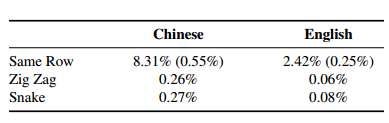 Chinese English
Same Row 8.31% (0.55%) 2.42% (0.25%)
Zig Zag 0.26% 0.06%
Snake 0.27% 0.08%